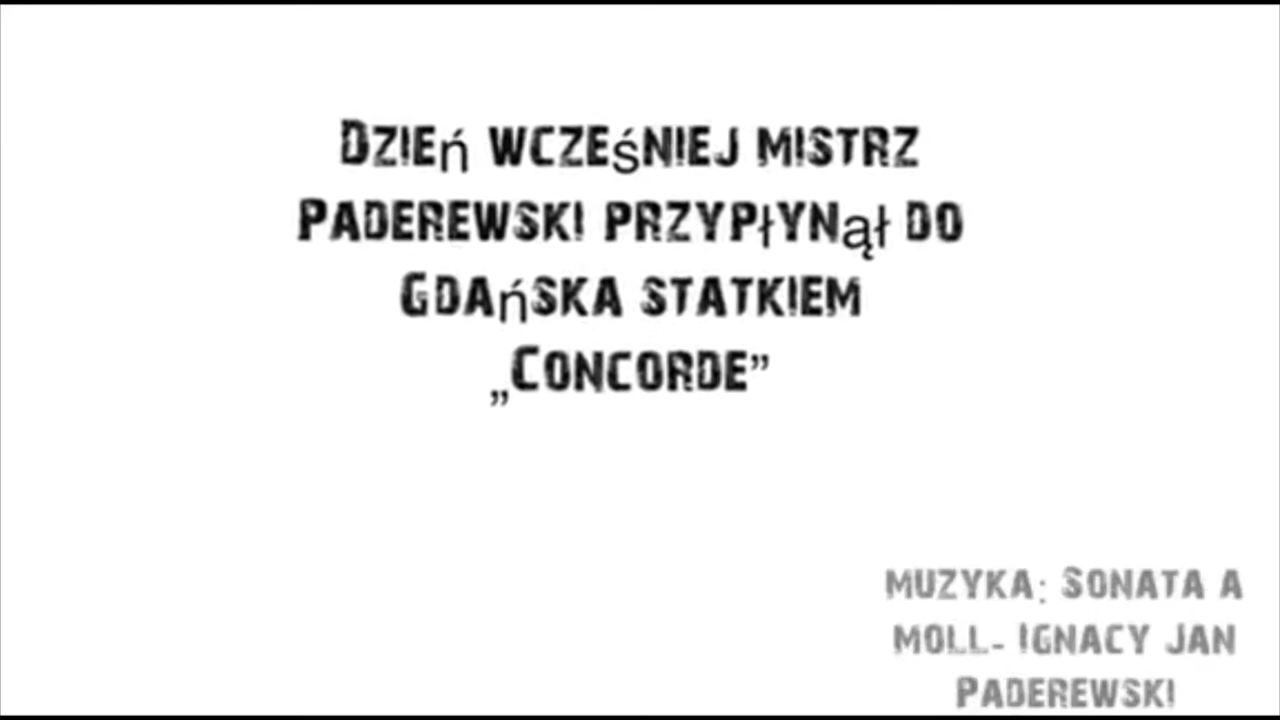 Dzień wcześniej mistrz
Paderewski przypłynął do
Gdańska statkiem
„Concorde”
muzyka: Sonata a
moll- Ignacy Jan
Paderewski